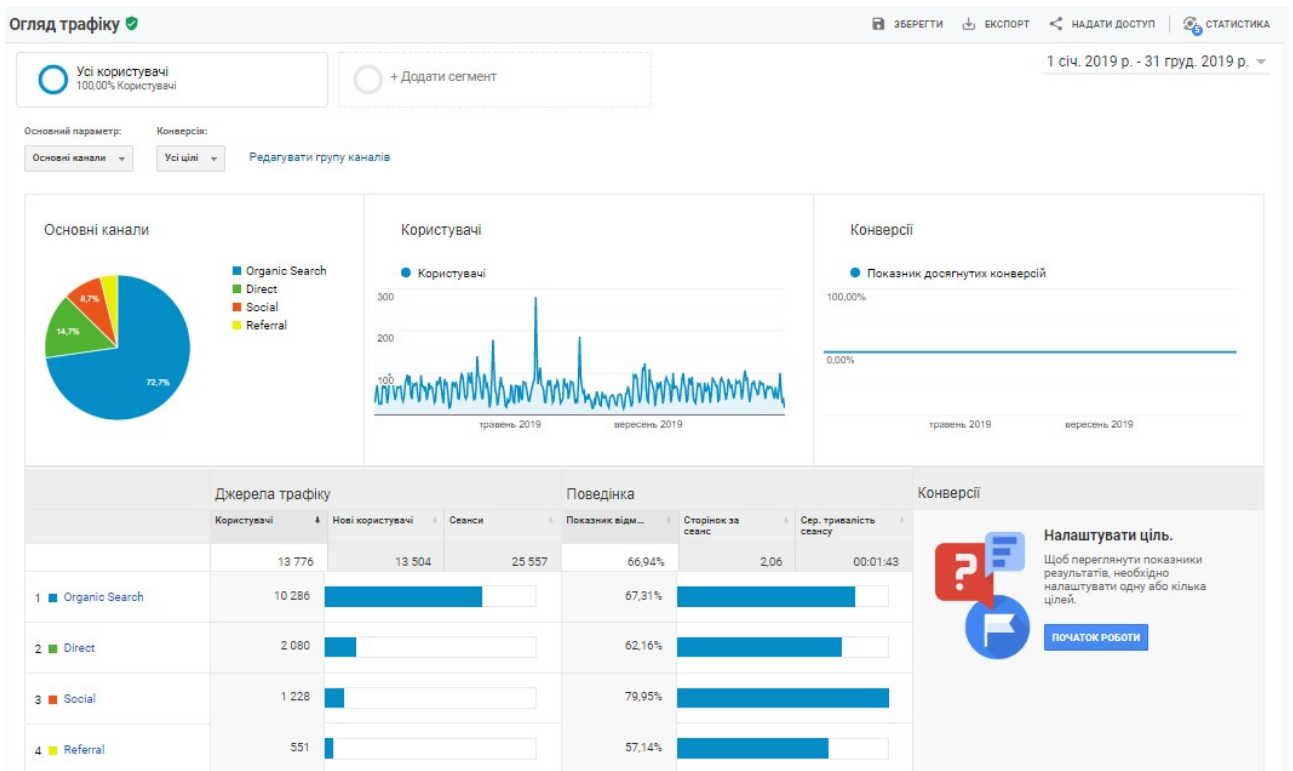 Огляд трафіку
ЗБЕРЕГТИ
ЕКСПОРТ
НАДАТИ ДОСТУП
5
СТАТИСТИКА
Усі користувачі
100,00% Користувачі
+ Додати сегмент
1 січ. 2019 р. - 31 груд. 2019 р.
Основний параметр:
Конверсія:
Основні канали
Усі цілі
Редагувати групу каналів
Основні канали
Organic Search
Direct
Social
Referral
8,7%
14,7%
72,7%
Користувачі
Користувачі
300
200
100
травень 2019
вересень 2019
Конверсії
Показник досягнутих конверсій
100,00%
0,00%
травень 2019
вересень 2019
Джерела трафіку
Поведінка
Конверсії
Користувачі
Нові користувачі
Сеанси
Показник відм...
Сторінок за
сеанс
Сер. тривалість
сеансу
13 776
13 504
25 557
66,94%
2,06
00:01:43
1 Organic Search 10 286 67,31%
2 Direct 2 080 62,16%
3 Social 1 228 79,95%
4 Referral 551 57,14%
Налаштувати ціль.
Щоб переглянути показники
результатів, необхідно
налаштувати одну або кілька
цілей.
ПОЧАТОК РОБОТИ